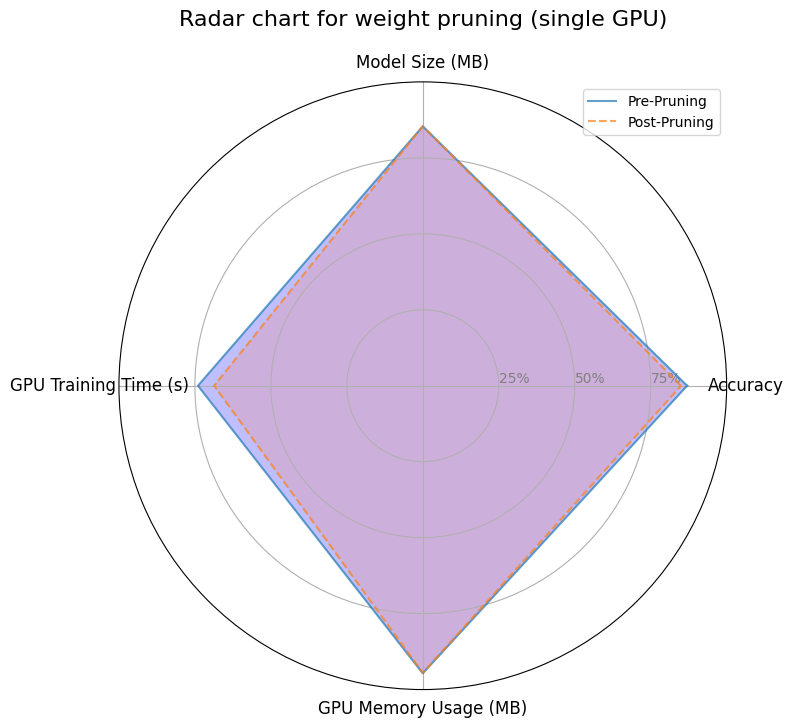 Radar chart for weight pruning (single GPU)
Model Size (MB)
Pre-Pruning
Post-Pruning
GPU Training Time (s)
25%
50%
75%
Accuracy
GPU Memory Usage (MB)